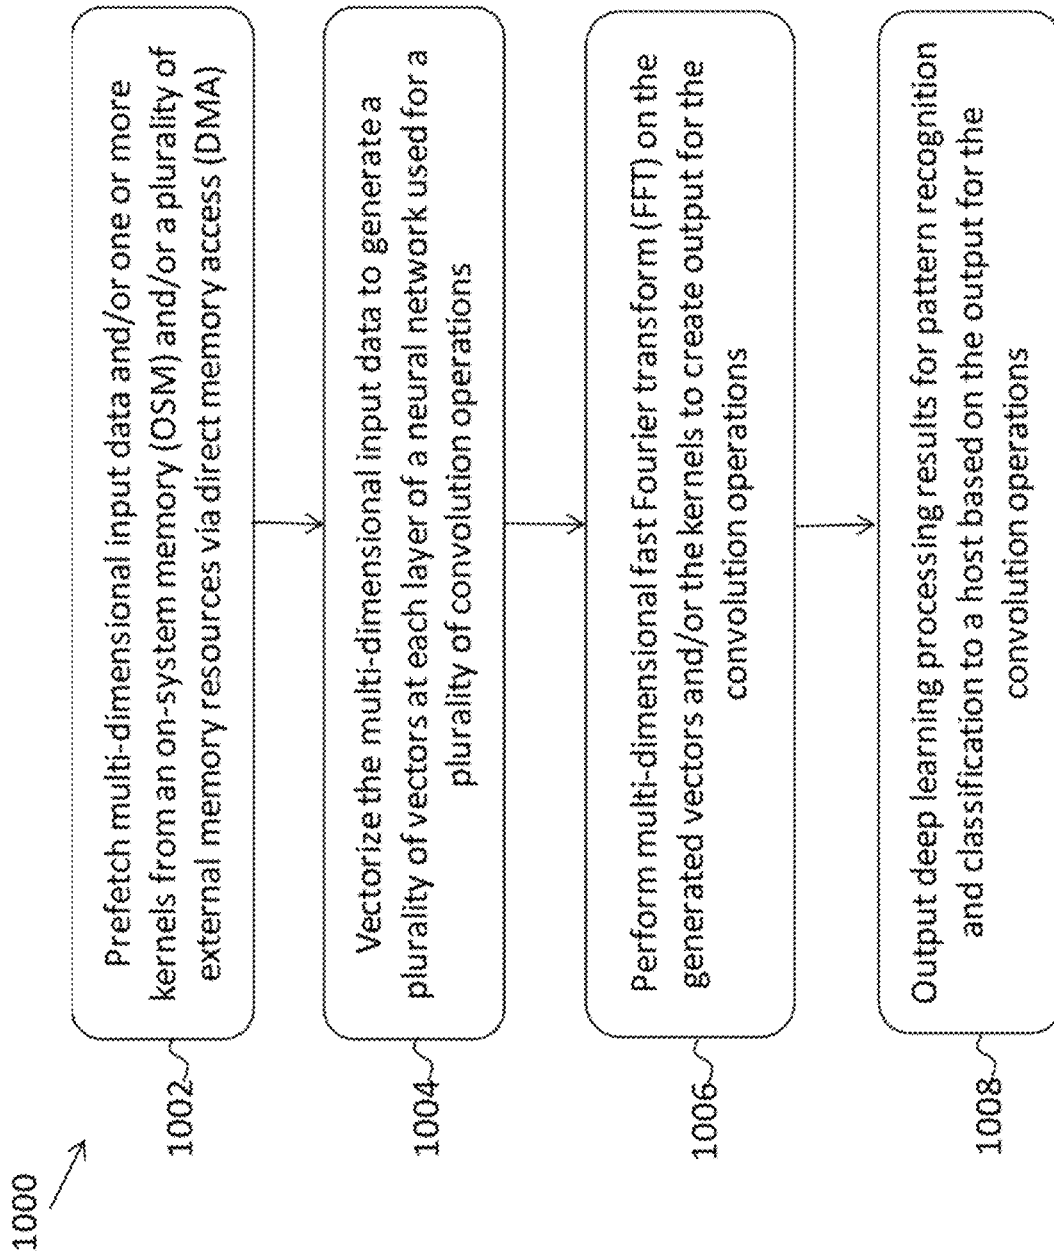 1000
1002
Prefetch multi-dimensional input data and/or one or more
kernels from an on-system memory (OSM) and/or a plurality of
external memory resources via direct memory access (DMA)
1004
Vectorize the multi-dimensional input data to generate a
plurality of vectors at each layer of a neural network used for a
plurality of convolution operations
1006
Perform multi-dimensional fast Fourier transform (FFT) on the
generated vectors and/or the kernels to create output for the
convolution operations
1008
Output deep learning processing results for pattern recognition
and classification to a host based on the output for the
convolution operations